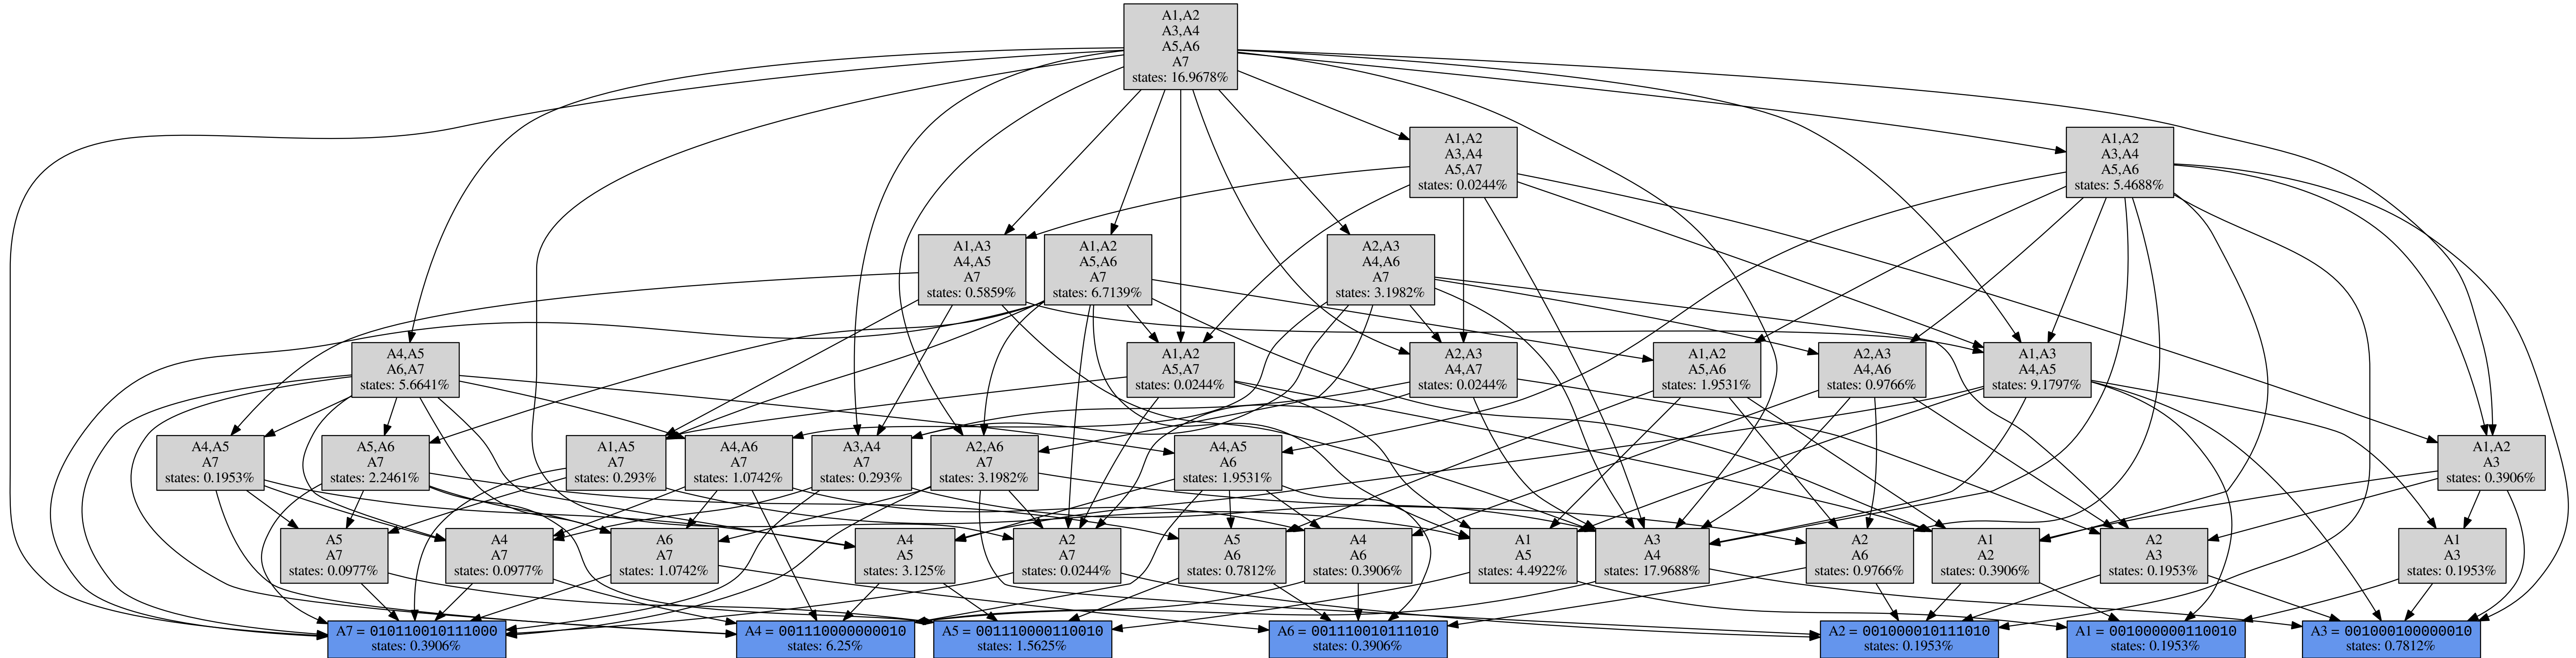 A1,A2
A3,A4
A5,A6
A7
states: 16.9678%
A1,A2
A3,A4
A5,A7
states: 0.0244%
A1,A2
A3,A4
A5,A6
states: 5.4688%
A1,A3
A4,A5
A7
states: 0.5859%
A1,A2
A5,A6
A7
states: 6.7139%
A2,A3
A4,A6
A7
states: 3.1982%
A4,A5
A6,A7
states: 5.6641%
A1,A2
A5,A7
states: 0.0244%
A2,A3
A4,A7
states: 0.0244%
A1,A2
A5,A6
states: 1.9531%
A2,A3
A4,A6
states: 0.9766%
A1,A3
A4,A5
states: 9.1797%
A4,A5
A7
states: 0.1953%
A5,A6
A7
states: 2.2461%
A1,A5
A7
states: 0.293%
A4,A6
A7
states: 1.0742%
A3,A4
A7
states: 0.293%
A2,A6
A7
states: 3.1982%
A4,A5
A6
states: 1.9531%
A1,A2
A3
states: 0.3906%
A5
A7
states: 0.0977%
A4
A7
states: 0.0977%
A6
A7
states: 1.0742%
A4
A5
states: 3.125%
A2
A7
states: 0.0244%
A5
A6
states: 0.7812%
A4
A6
states: 0.3906%
A1
A5
states: 4.4922%
A3
A4
states: 17.9688%
A2
A6
states: 0.9766%
A1
A2
states: 0.3906%
A2
A3
states: 0.1953%
A1
A3
states: 0.1953%
A7 = 010110010111000
states: 0.3906%
A4 = 001110000000010
states: 6.25%
A5 = 001110000110010
states: 1.5625%
A6 = 001110010111010
states: 0.3906%
A2 = 001000010111010
states: 0.1953%
A1 = 001000000110010
states: 0.1953%
A3 = 001000100000010
states: 0.7812%